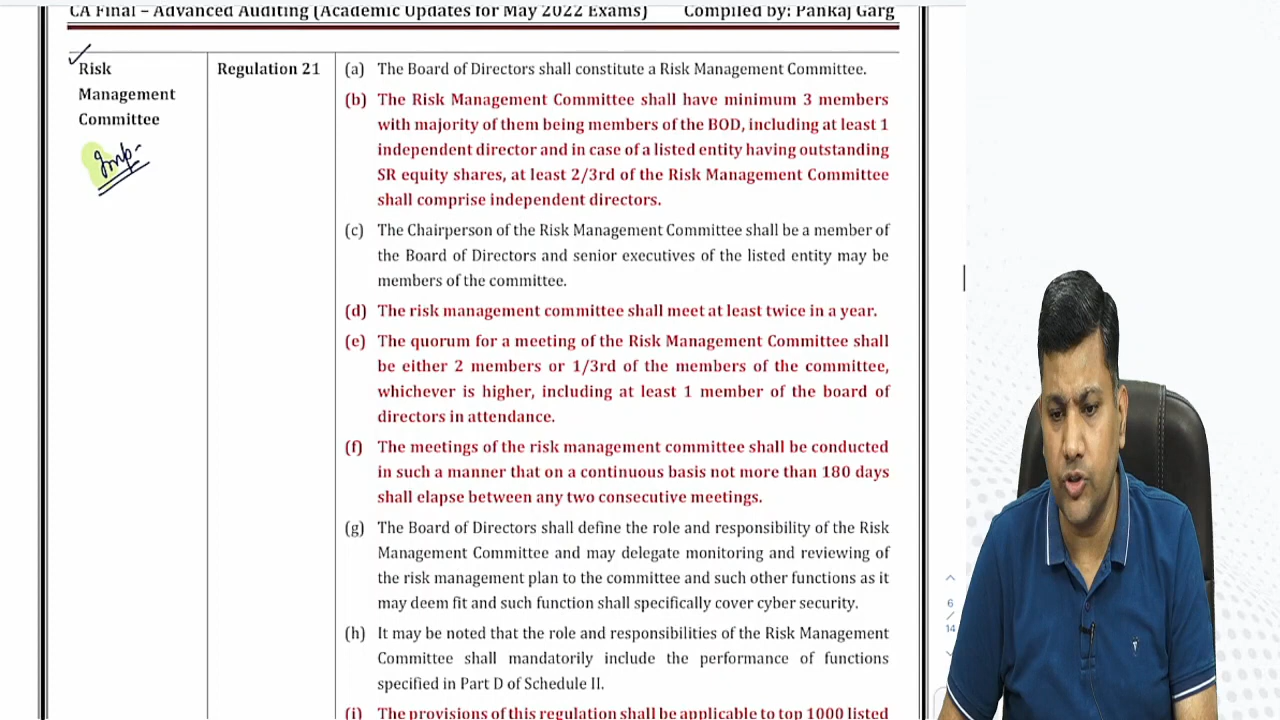 CA Final – Advanced Auditing (Academic Updates for May 2022 Exams) Compiled by: Pankaj Garg
Risk
Management
Committee
Imp.
Regulation 21
(a) The Board of Directors shall constitute a Risk Management Committee.
(b) The Risk Management Committee shall have minimum 3 members
with majority of them being members of the BOD, including at least 1
independent director and in case of a listed entity having outstanding
SR equity shares, at least 2/3rd of the Risk Management Committee
shall comprise independent directors.
(c) The Chairperson of the Risk Management Committee shall be a member of
the Board of Directors and senior executives of the listed entity may be
members of the committee.
(d) The risk management committee shall meet at least twice in a year.
(e) The quorum for a meeting of the Risk Management Committee shall
be either 2 members or 1/3rd of the members of the committee,
whichever is higher, including at least 1 member of the board of
directors in attendance.
(f) The meetings of the risk management committee shall be conducted
in such a manner that on a continuous basis not more than 180 days
shall elapse between any two consecutive meetings.
(g) The Board of Directors shall define the role and responsibility of the Risk
Management Committee and may delegate monitoring and reviewing of
the risk management plan to the committee and such other functions as it
may deem fit and such function shall specifically cover cyber security.
(h) It may be noted that the role and responsibilities of the Risk Management
Committee shall mandatorily include the performance of functions
specified in Part D of Schedule II.
(i) The provisions of this regulation shall be applicable to top 1000 listed
6
/
14